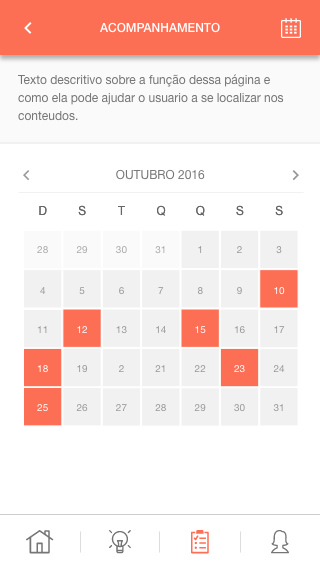 ACOMPANHAMENTO
Texto descritivo sobre a função dessa página e
como ela pode ajudar o usuario a se localizar nos
conteudos.
OUTUBRO 2016
D S T Q Q S S
28 29 30 31 1 2 3
4 5 6 7 8 9 10
11 12 13 14 15 16 17
18 19 2 21 22 23 24
25 26 27 28 29 30 31